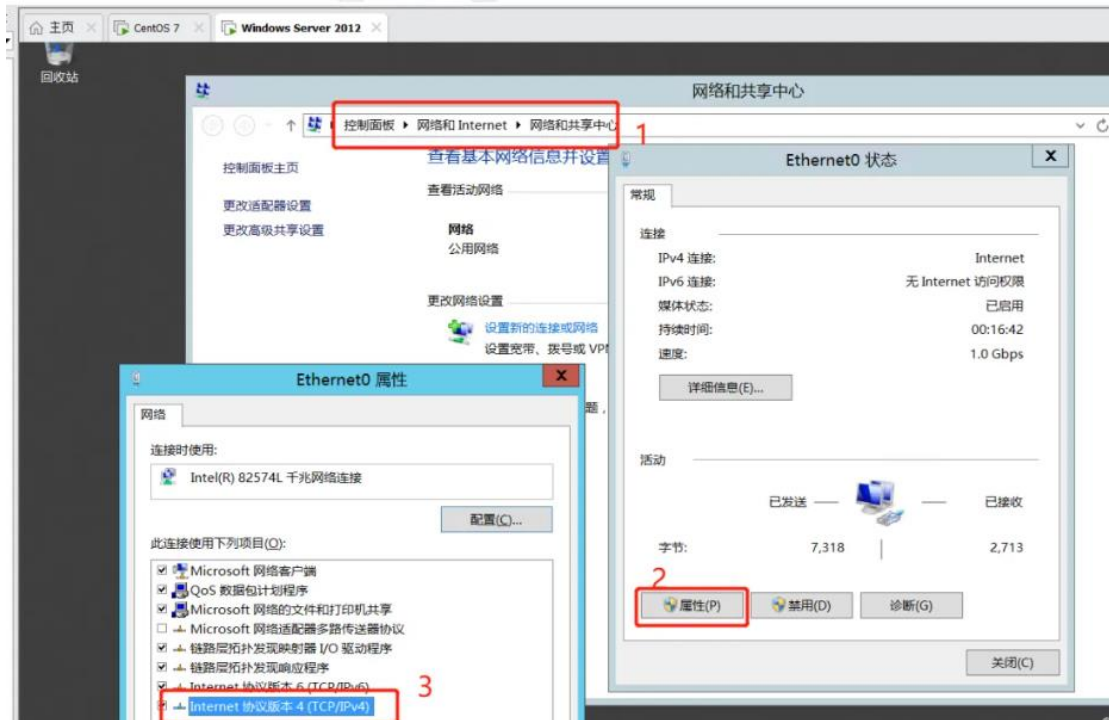 主页
CentOS 7
Windows Server 2012
回收站
网络和共享中心
控制面板 网络和 Internet 网络和共享中心
1
控制面板主页
更改适配器设置
更改高级共享设置
查看基本网络信息并设置
查看活动网络
网络
公用网络
更改网络设置
设置新的连接或网络
设置宽带、拨号或 VPN
题，
Ethernet0 状态
常规
连接
IPv4 连接: Internet
IPv6 连接: 无 Internet 访问权限
媒体状态: 已启用
持续时间: 00:16:42
速度: 1.0 Gbps
详细信息(E)...
活动
已发送 — — 已接收
字节: 7,318 2,713
2
属性(P) 禁用(D) 诊断(G)
关闭(C)
Ethernet0 属性
网络
连接时使用:
Intel(R) 82574L 千兆网络连接
配置(C)...
此连接使用下列项目(O):
Microsoft 网络客户端
QoS 数据包计划程序
Microsoft 网络的文件和打印机共享
Microsoft 网络适配器多路传送器协议
链路层拓扑发现映射器 I/O 驱动程序
链路层拓扑发现响应程序
Internet 协议版本 6 (TCP/IPv6)
Internet 协议版本 4 (TCP/IPv4)
3